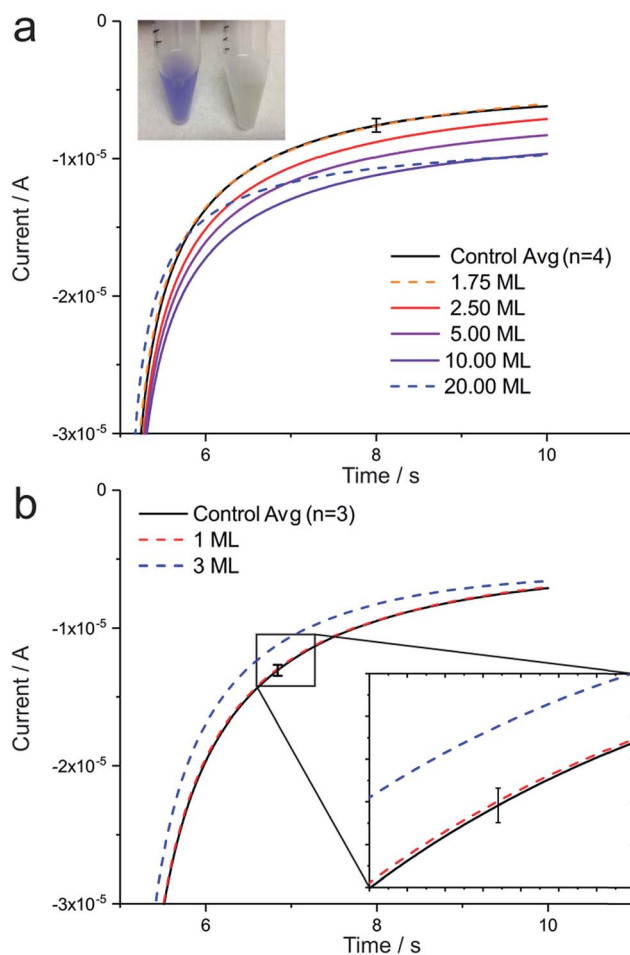 a
0
-1x10⁻⁵
-2x10⁻⁵
-3x10⁻⁵
Current / A
Control Avg (n=4)
1.75 ML
2.50 ML
5.00 ML
10.00 ML
20.00 ML
6
8
10
Time / s
b
0
-1x10⁻⁵
-2x10⁻⁵
-3x10⁻⁵
Current / A
Control Avg (n=3)
1 ML
3 ML
6
8
10
Time / s